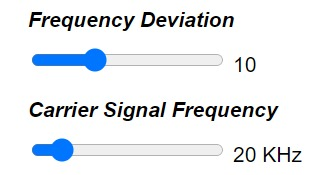 Frequency Deviation
10
Carrier Signal Frequency
20 KHz